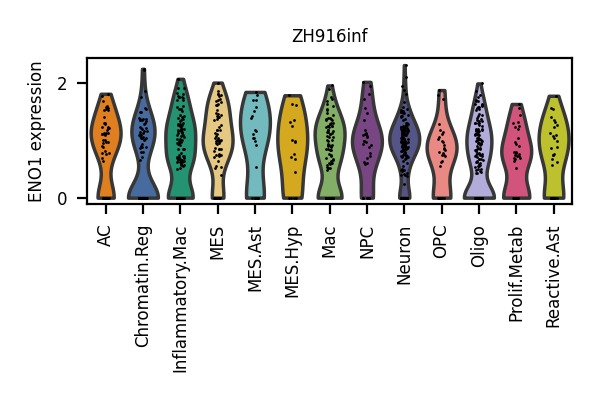 ZH916inf
ENO1 expression
2
0
AC
Chromatin.Reg
Inflammatory.Mac
MES
MES.Ast
MES.Hyp
Mac
NPC
Neuron
OPC
Oligo
Prolif.Metab
Reactive.Ast